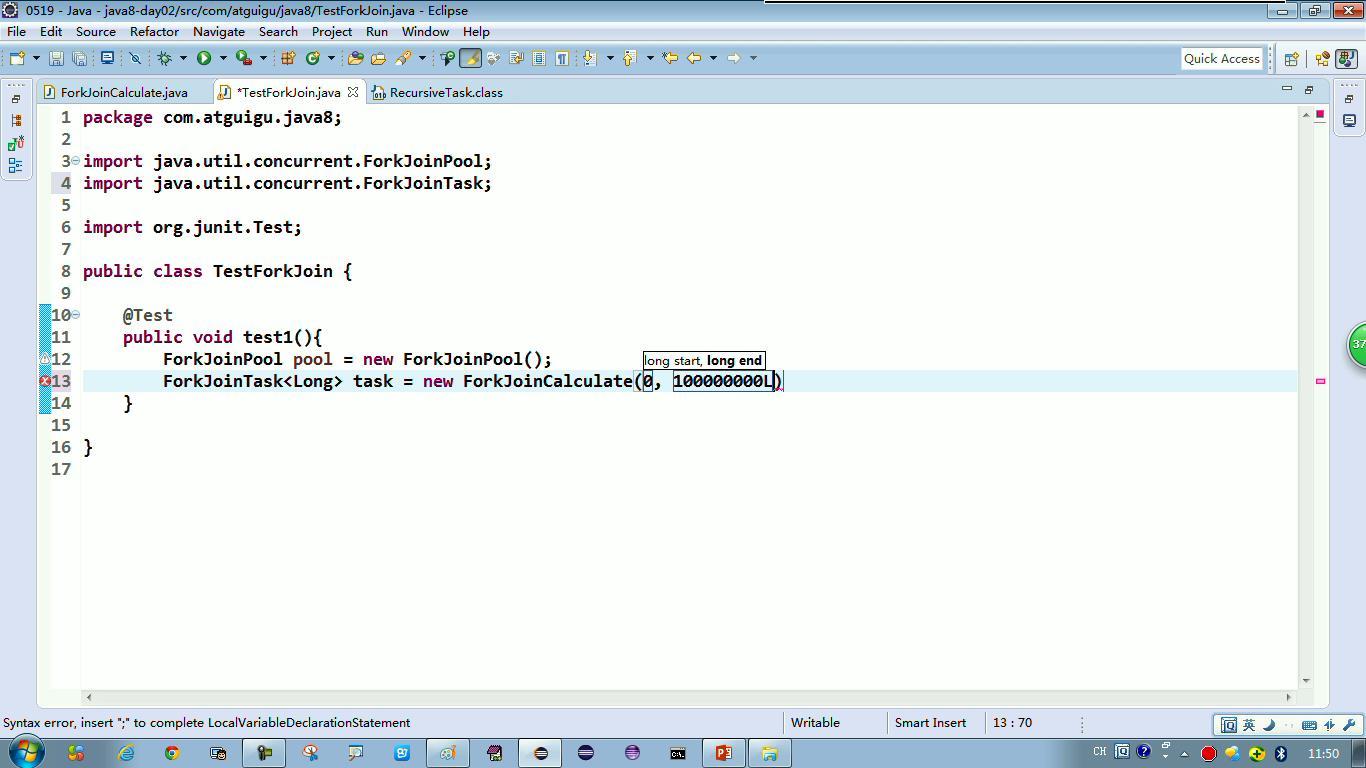 0519 - Java - java8-day02/src/com/atguigu/java8/TestForkJoin.java - Eclipse
File Edit Source Refactor Navigate Search Project Run Window Help
Quick Access
ForkJoinCalculate.java *TestForkJoin.java RecursiveTask.class
1 package com.atguigu.java8;
2
3 import java.util.concurrent.ForkJoinPool;
4 import java.util.concurrent.ForkJoinTask;
5
6 import org.junit.Test;
7
8 public class TestForkJoin {
9
10 @Test
11 public void test1(){
12 ForkJoinPool pool = new ForkJoinPool();
long start, long end
13 ForkJoinTask<Long> task = new ForkJoinCalculate(0, 100000000L)
14 }
15
16 }
17
37
Syntax error, insert ";" to complete LocalVariableDeclarationStatement Writable Smart Insert 13 : 70
英
CH 11:50